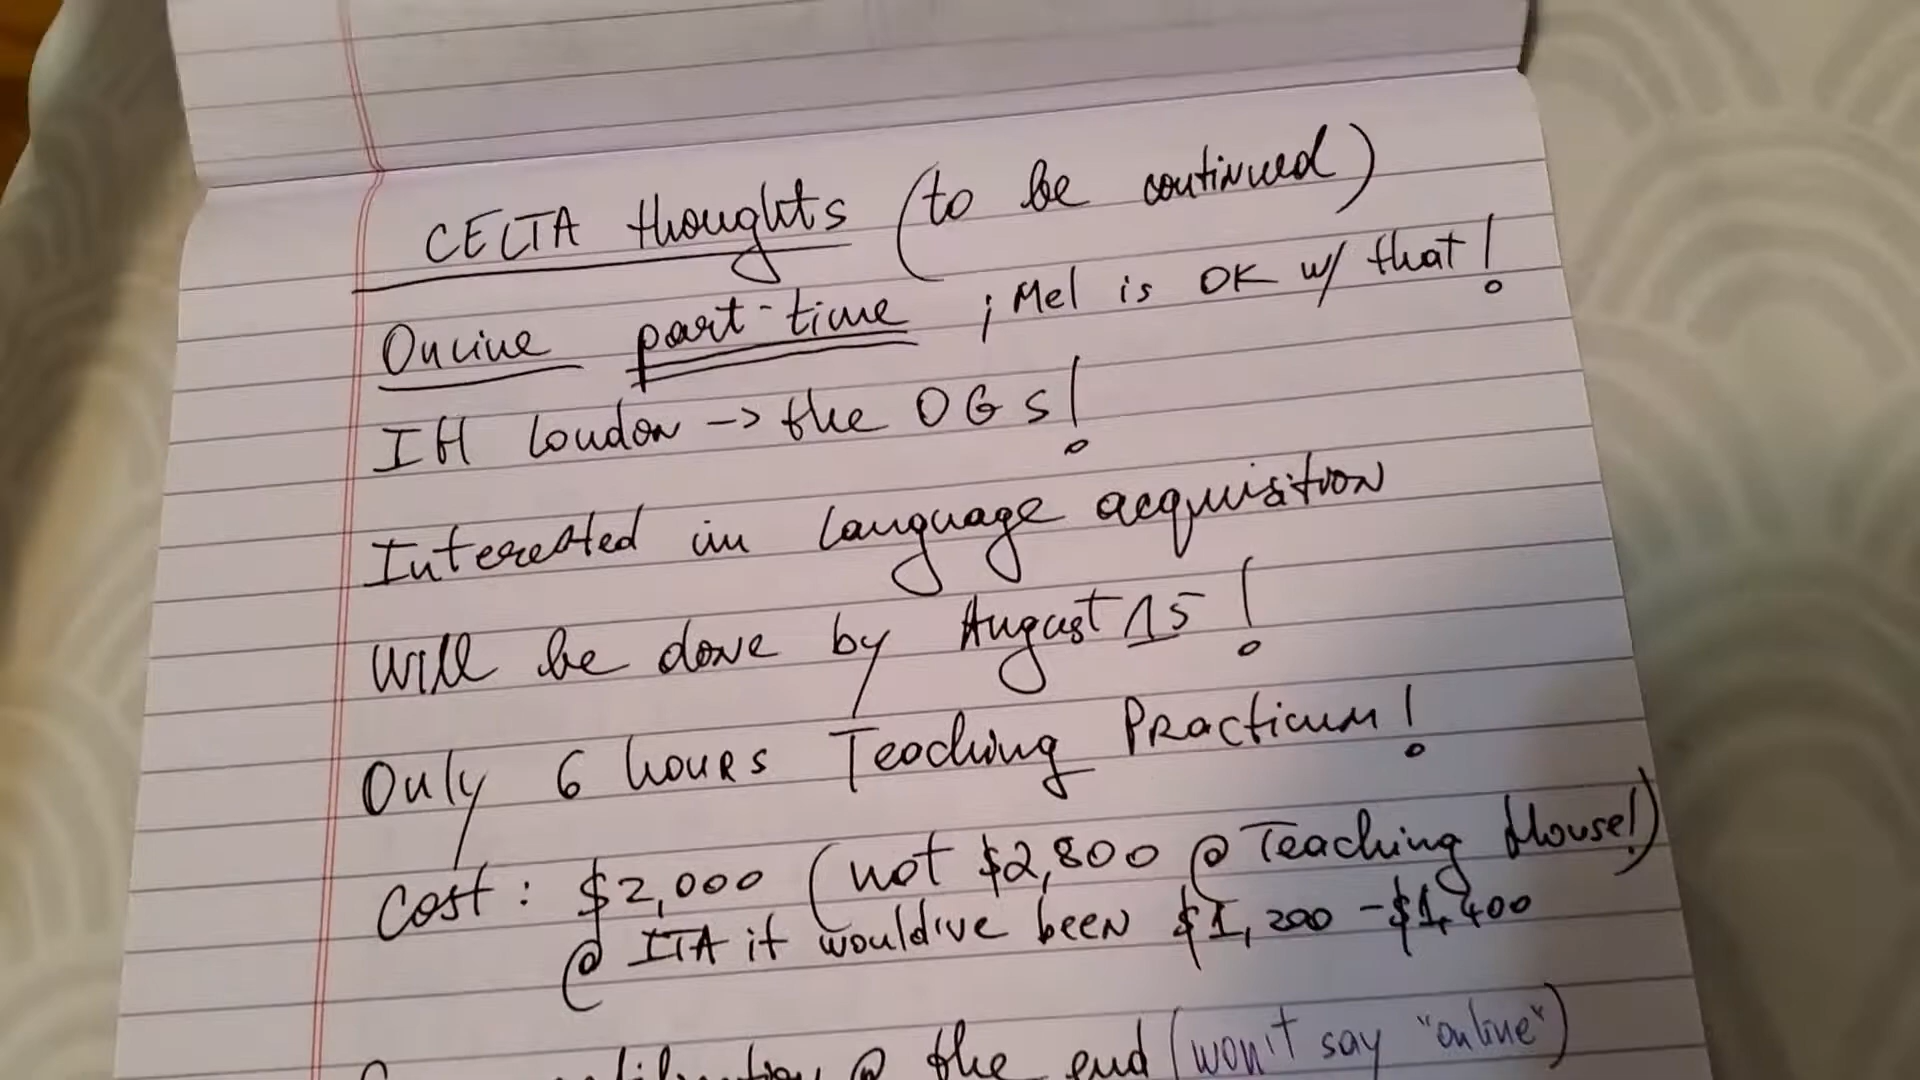 CELTA thoughts (to be continued)
Online part-time ; Mel is OK w/ that!
IH London -> the OGs!
Interested in language acquisition
Will be done by August 15!
Only 6 hours Teaching Practicum!
Cost: $2,000 (not $2,800 @ Teaching House!)
@ ITA it would've been $1,200 - $1,400
@ the end (won't say "online")